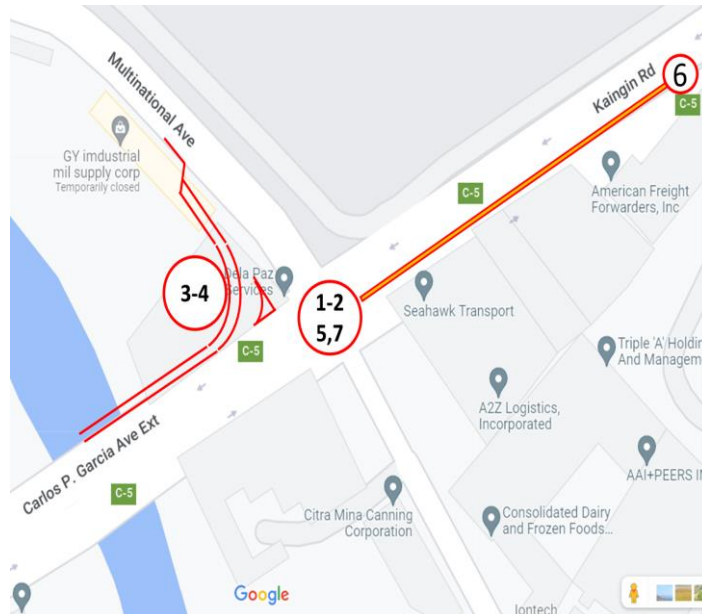 Multinational Ave
Kaingin Rd
6
C-5
GY imdustrial
mil supply corp
Temporarily closed
C-5
American Freight
Forwarders, Inc
3-4
Dela Paz
Services
1-2
5,7
Seahawk Transport
C-5
Triple 'A' Holdin
And Managem
A2Z Logistics,
Incorporated
Carlos P. Garcia Ave Ext
C-5
AAI+PEERS IN
Citra Mina Canning
Corporation
Consolidated Dairy
and Frozen Foods...
Google
Iontech